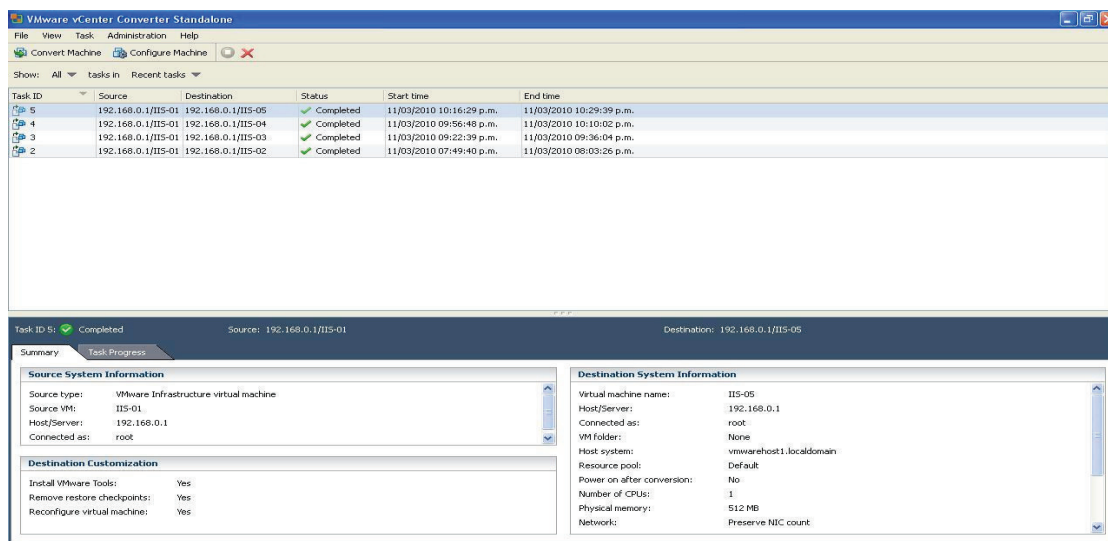 VMware vCenter Converter Standalone
File View Task Administration Help
Convert Machine Configure Machine
Show: All tasks in Recent tasks
Task ID Source Destination Status Start time End time
5 192.168.0.1/IIS-01 192.168.0.1/IIS-05 Completed 11/03/2010 10:16:29 p.m. 11/03/2010 10:29:39 p.m.
4 192.168.0.1/IIS-01 192.168.0.1/IIS-04 Completed 11/03/2010 09:56:48 p.m. 11/03/2010 10:10:02 p.m.
3 192.168.0.1/IIS-01 192.168.0.1/IIS-03 Completed 11/03/2010 09:22:39 p.m. 11/03/2010 09:36:04 p.m.
2 192.168.0.1/IIS-01 192.168.0.1/IIS-02 Completed 11/03/2010 07:49:40 p.m. 11/03/2010 08:03:26 p.m.
Task ID 5: Completed Source: 192.168.0.1/IIS-01 Destination: 192.168.0.1/IIS-05
Summary Task Progress
Source System Information
Source type: VMware Infrastructure virtual machine
Source VM: IIS-01
Host/Server: 192.168.0.1
Connected as: root
Destination Customization
Install VMware Tools: Yes
Remove restore checkpoints: Yes
Reconfigure virtual machine: Yes
Destination System Information
Virtual machine name: IIS-05
Host/Server: 192.168.0.1
Connected as: root
VM folder: None
Host system: vmwarehost1.localdomain
Resource pool: Default
Power on after conversion: No
Number of CPUs: 1
Physical memory: 512 MB
Network: Preserve NIC count